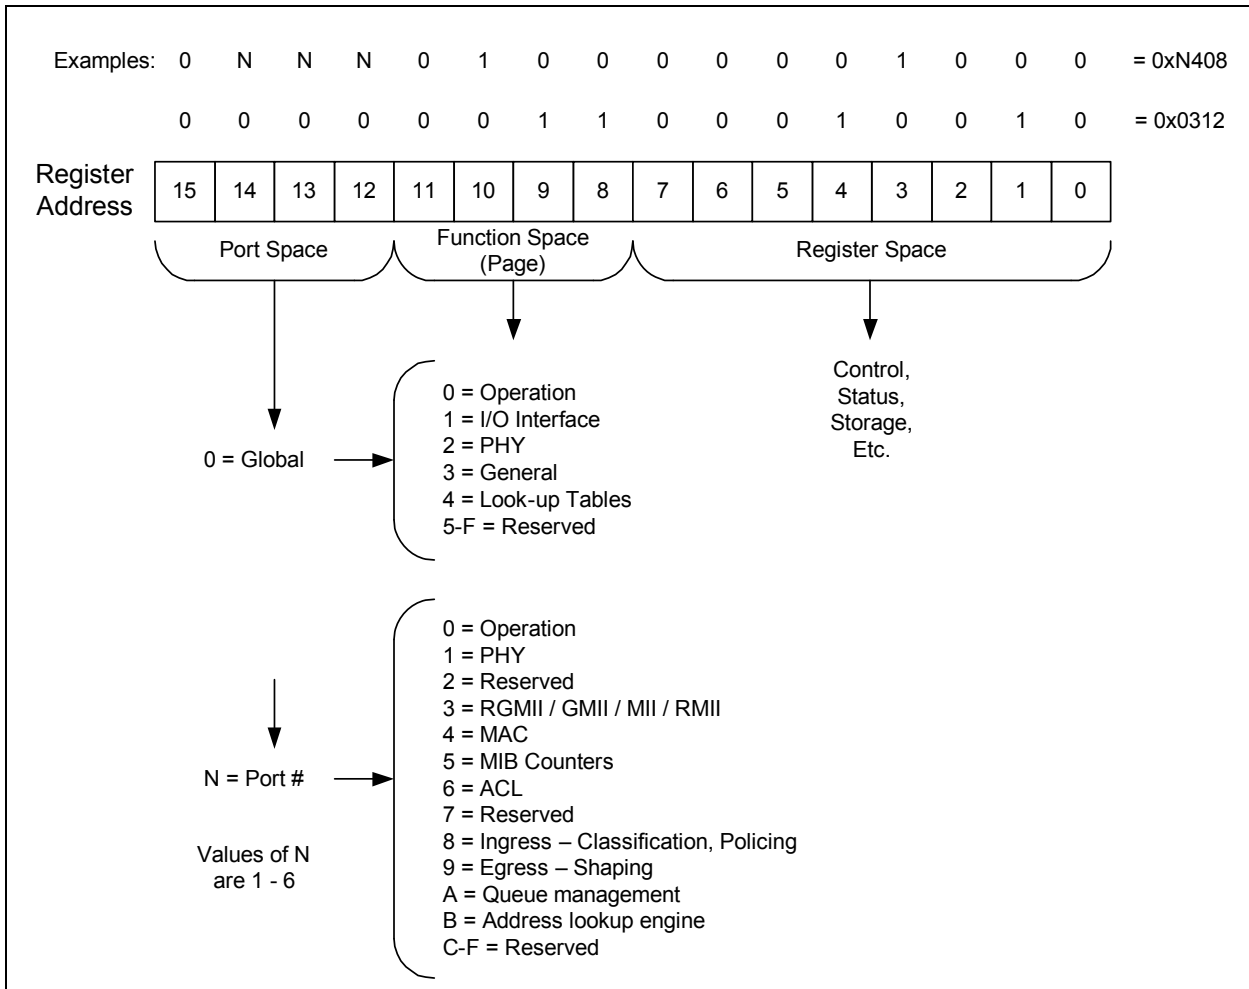 Examples: 0 N N N 0 1 0 0 0 0 0 0 1 0 0 0 = 0xN408
0 0 0 0 0 0 1 1 0 0 0 1 0 0 1 0 = 0x0312
Register
Address
15 14 13 12 11 10 9 8 7 6 5 4 3 2 1 0
Port Space
Function Space
(Page)
Register Space
Control,
Status,
Storage,
Etc.
0 = Global
0 = Operation
1 = I/O Interface
2 = PHY
3 = General
4 = Look-up Tables
5-F = Reserved
N = Port #
Values of N
are 1 - 6
0 = Operation
1 = PHY
2 = Reserved
3 = RGMII / GMII / MII / RMII
4 = MAC
5 = MIB Counters
6 = ACL
7 = Reserved
8 = Ingress – Classification, Policing
9 = Egress – Shaping
A = Queue management
B = Address lookup engine
C-F = Reserved